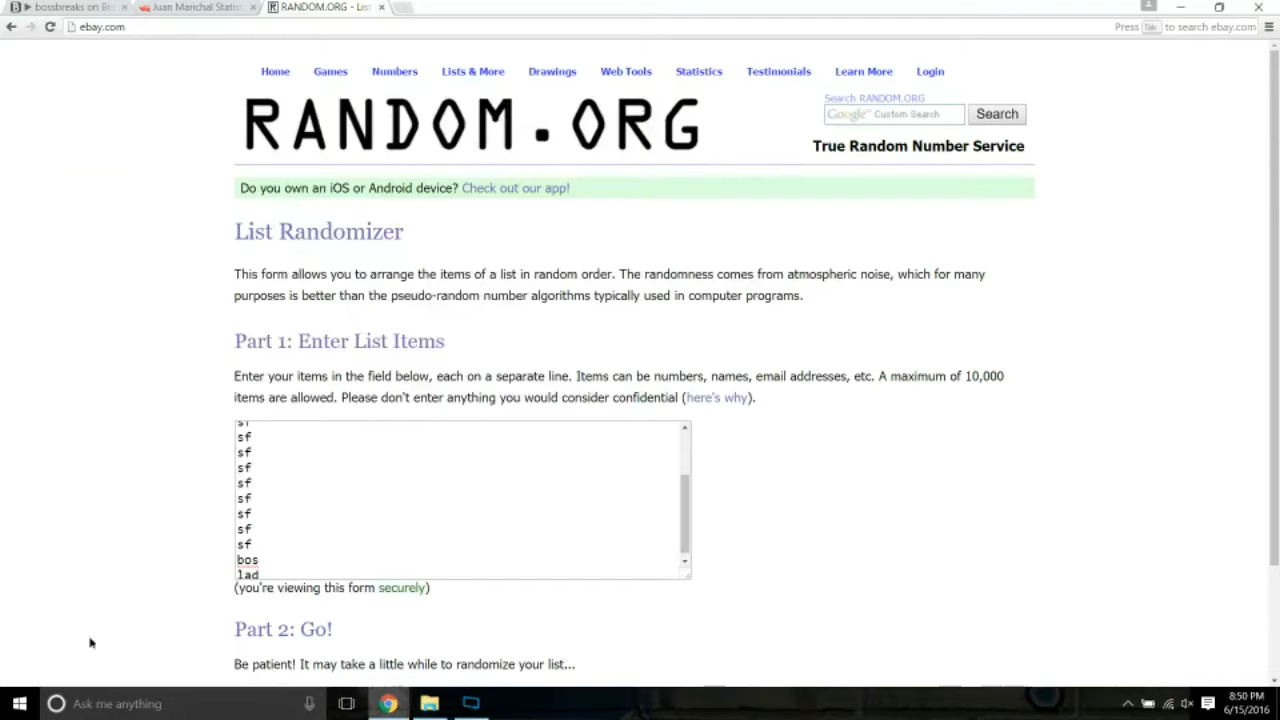 bossbreaks on Bo
Juan Marichal Statis
RANDOM.ORG - List
ebay.com
Press Tab to search ebay.com
Home Games Numbers Lists & More Drawings Web Tools Statistics Testimonials Learn More Login
RANDOM.ORG
Search RANDOM.ORG
Google™ Custom Search
Search
True Random Number Service
Do you own an iOS or Android device? Check out our app!
List Randomizer
This form allows you to arrange the items of a list in random order. The randomness comes from atmospheric noise, which for many
purposes is better than the pseudo-random number algorithms typically used in computer programs.
Part 1: Enter List Items
Enter your items in the field below, each on a separate line. Items can be numbers, names, email addresses, etc. A maximum of 10,000
items are allowed. Please don't enter anything you would consider confidential (here's why).
sf
sf
sf
sf
sf
sf
sf
sf
sf
bos
lad
(you're viewing this form securely)
Part 2: Go!
Be patient! It may take a little while to randomize your list...
Ask me anything
8:50 PM
6/15/2016